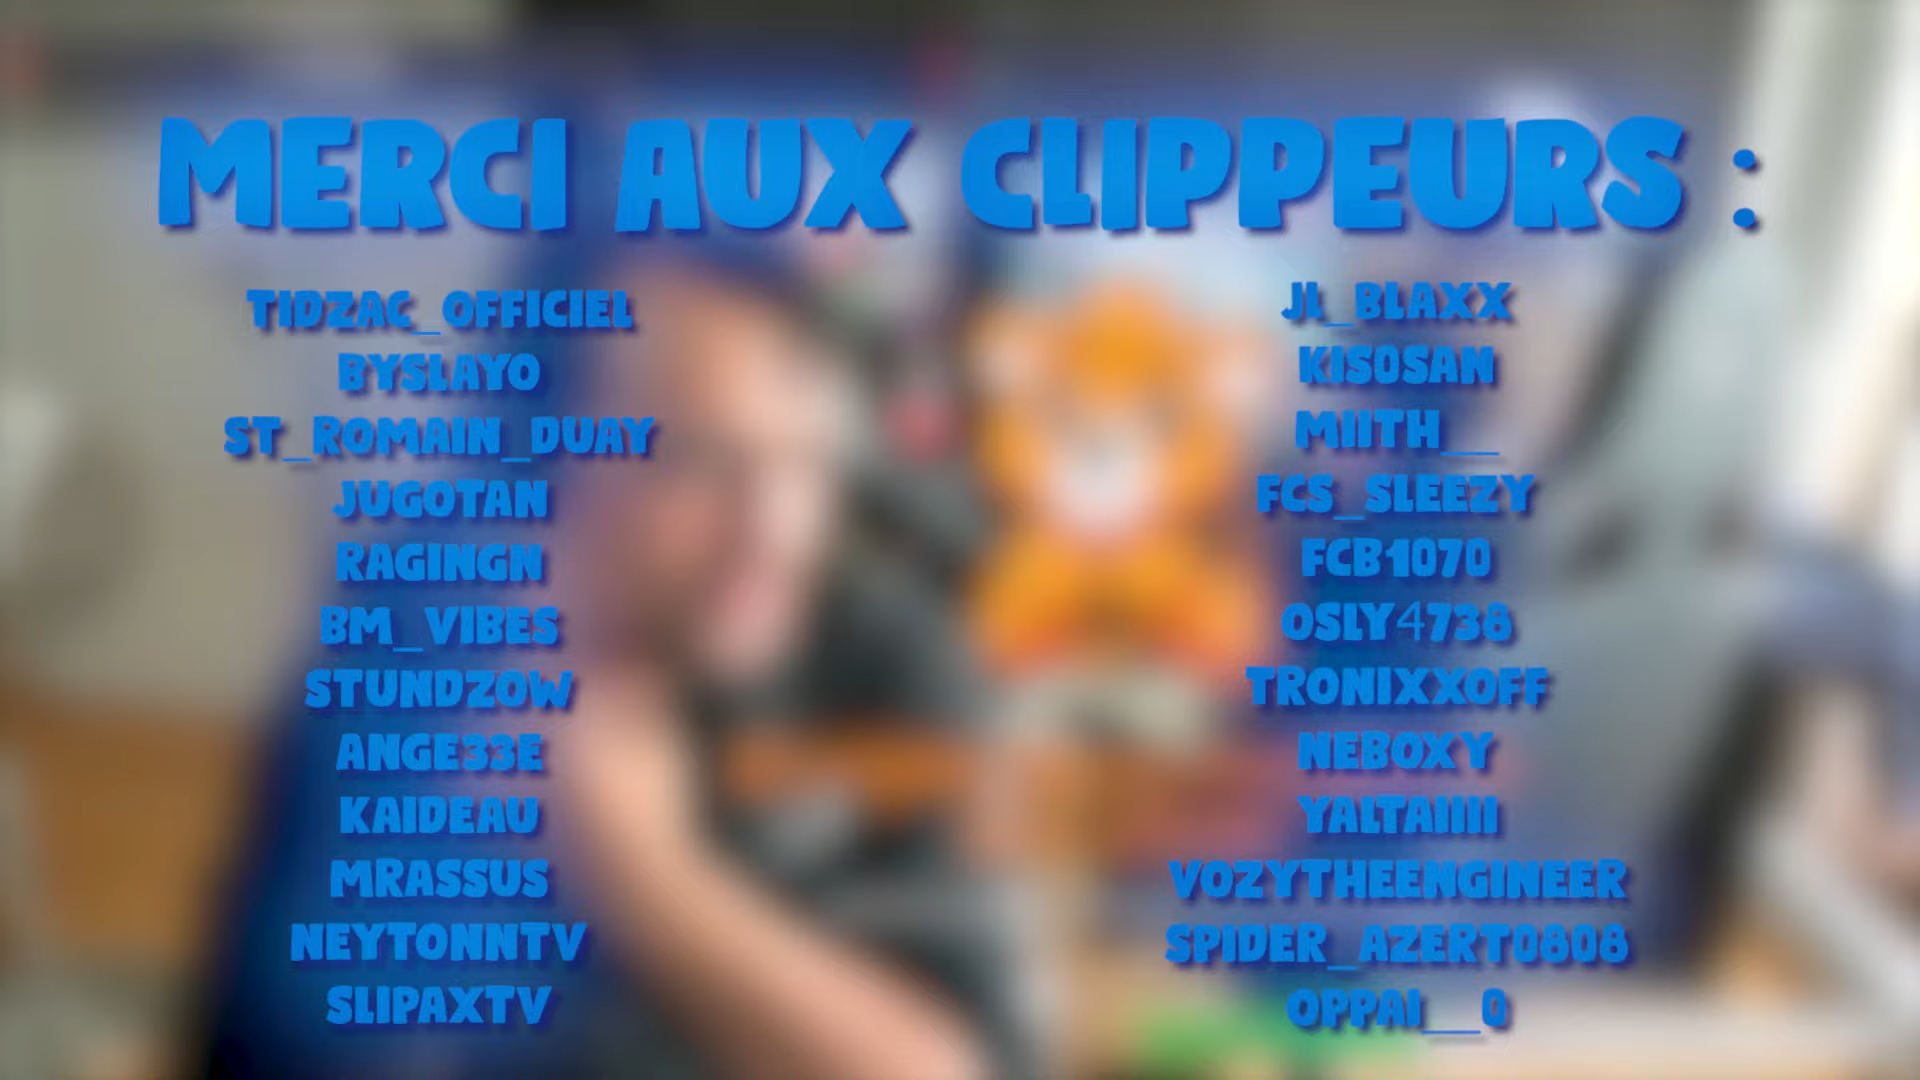 MERCI AUX CLIPPEURS :
TIDZAC_OFFICIEL
BYSLAYO
ST_ROMAIN_DUAY
JUGOTAN
RAGINGN
BM_VIBES
STUNDZOW
ANGE33E
KAIDEAU
MRASSUS
NEYTONNTV
SLIPAXTV
JL_BLAXX
KIS0SAN
MIITH__
FCS_SLEEZY
FCB1070
OSLY4738
TRONIXXOFF
NEBOXY
YALTAIIII
VOZYTHEENGINEER
SPIDER_AZERT0808
OPPAI__Q